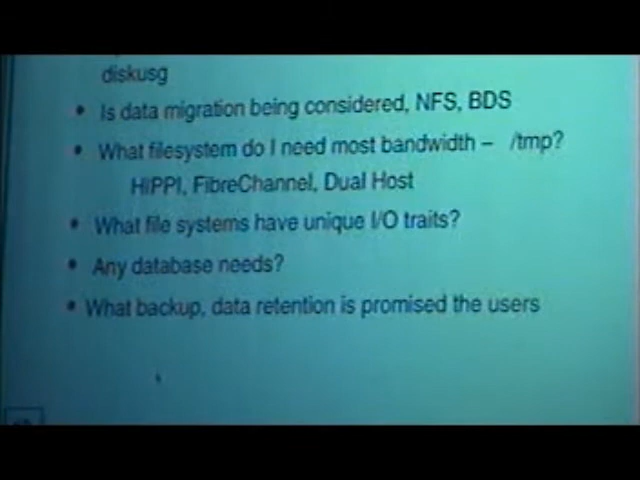 diskusg
• Is data migration being considered, NFS, BDS
• What filesystem do I need most bandwidth – /tmp?
HiPPI, FibreChannel, Dual Host
• What file systems have unique I/O traits?
• Any database needs?
• What backup, data retention is promised the users